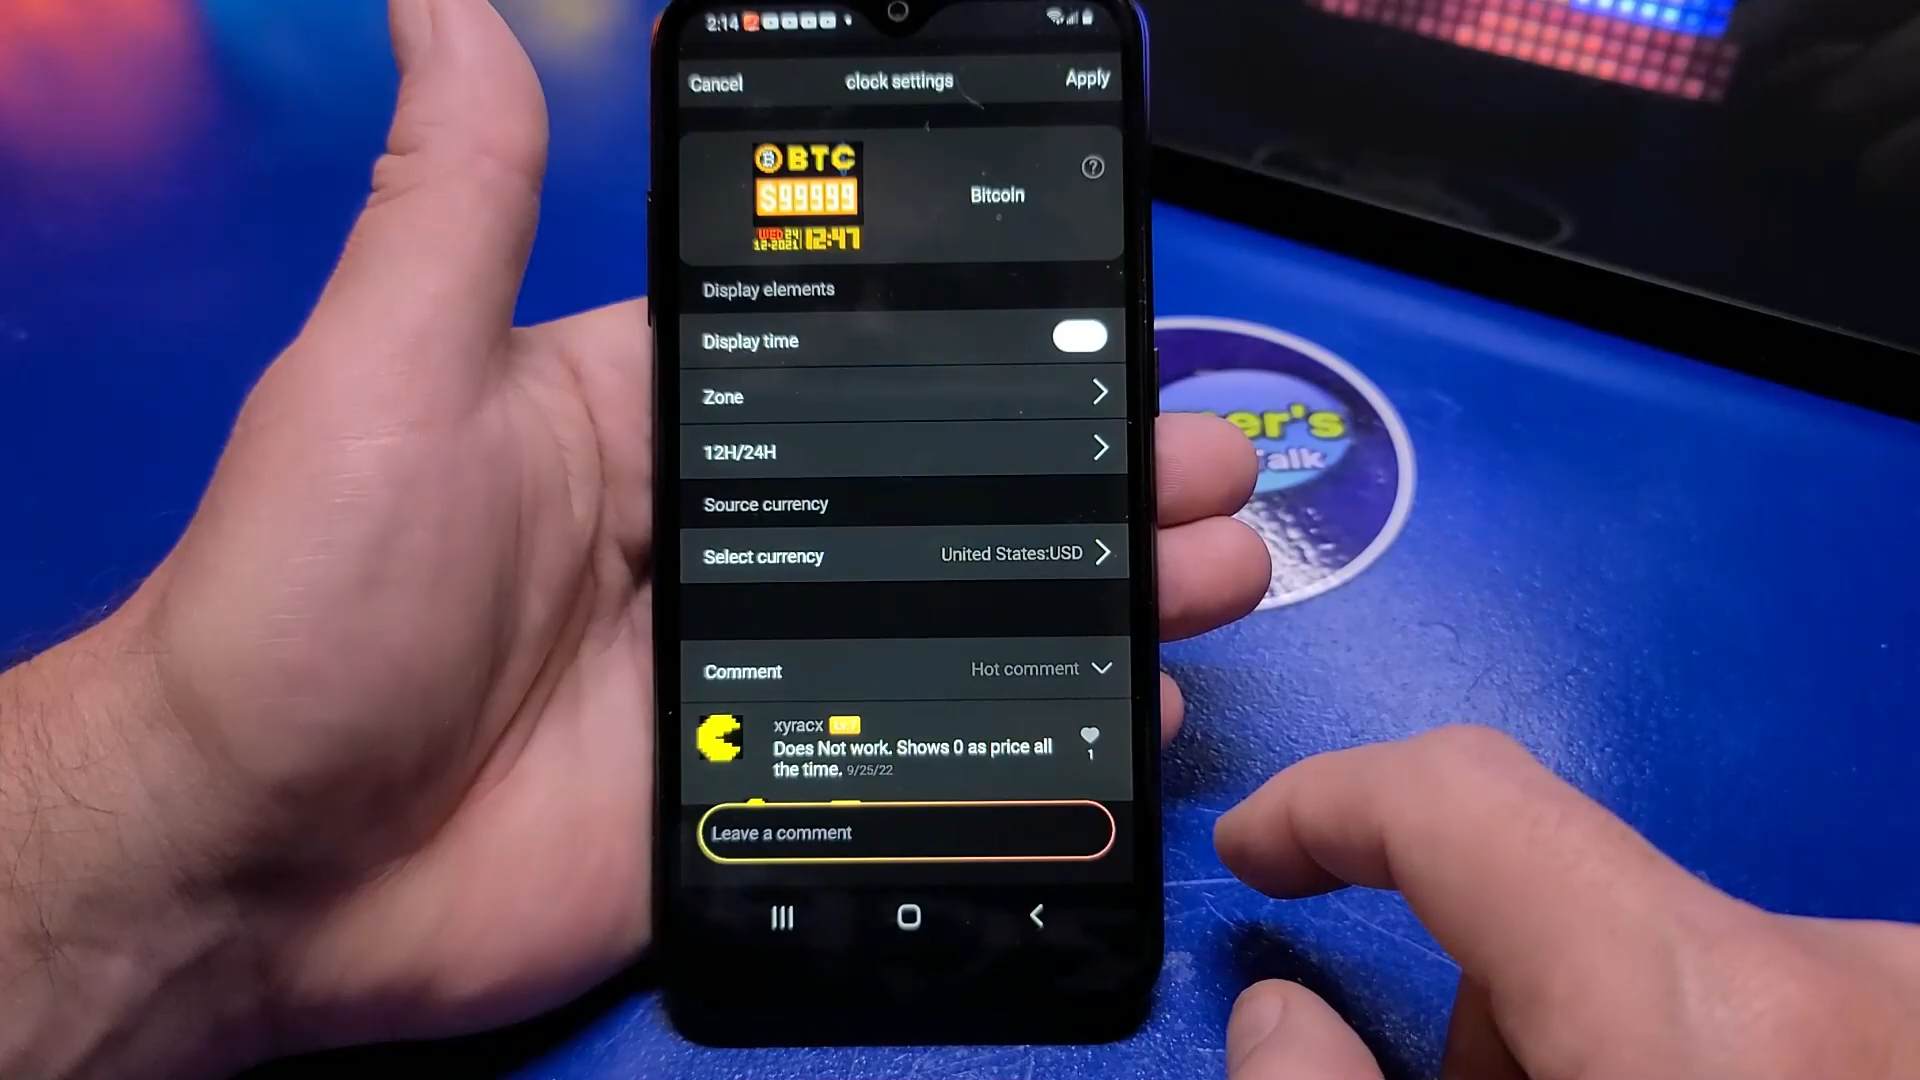 2:14
Cancel
clock settings
Apply
BTC
$99999
WED 24
12-2021
12:47
Bitcoin
?
Display elements
Display time
Zone
12H/24H
Source currency
Select currency
United States:USD
Comment
Hot comment
xyracx
Does Not work. Shows 0 as price all
the time. 9/25/22
1
Leave a comment
er's
alk